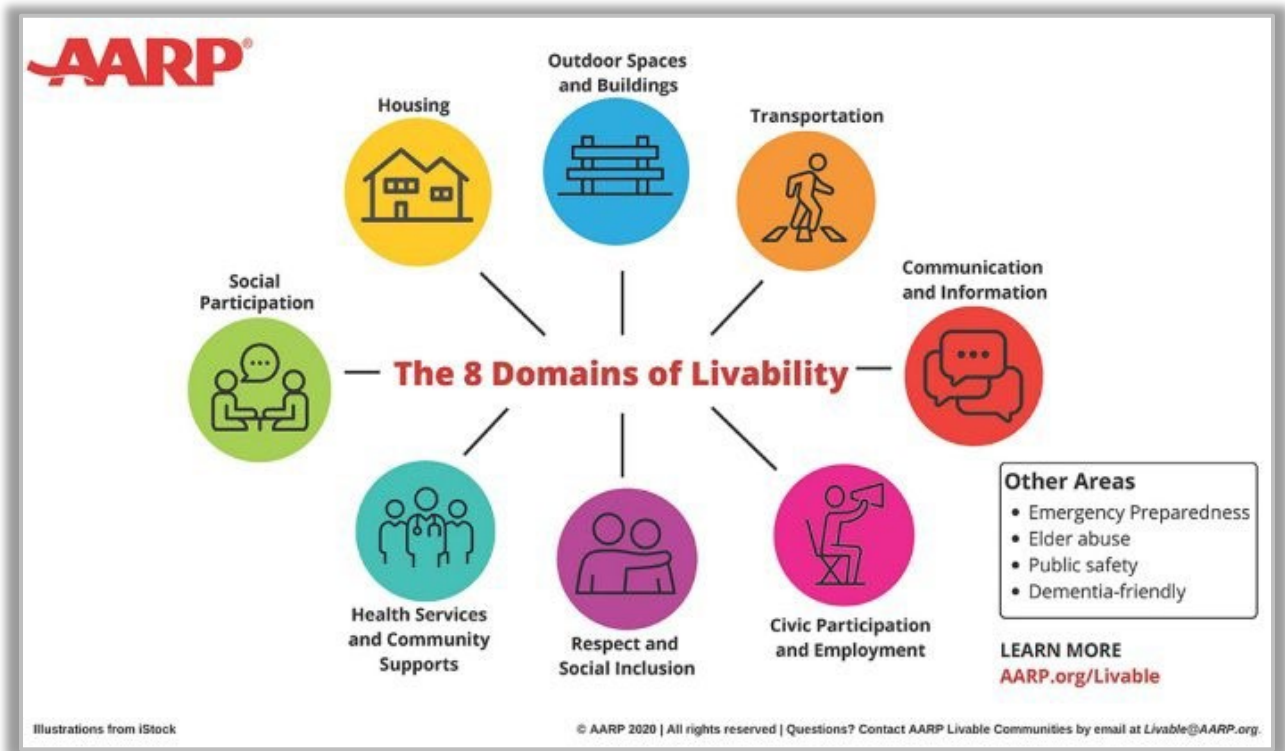 AARP®
Outdoor Spaces
and Buildings
Housing
Transportation
Communication
and Information
Social
Participation
The 8 Domains of Livability
Health Services
and Community
Supports
Respect and
Social Inclusion
Civic Participation
and Employment
Other Areas
• Emergency Preparedness
• Elder abuse
• Public safety
• Dementia-friendly
LEARN MORE
AARP.org/Livable
Illustrations from iStock
© AARP 2020 | All rights reserved | Questions? Contact AARP Livable Communities by email at Livable@AARP.org.